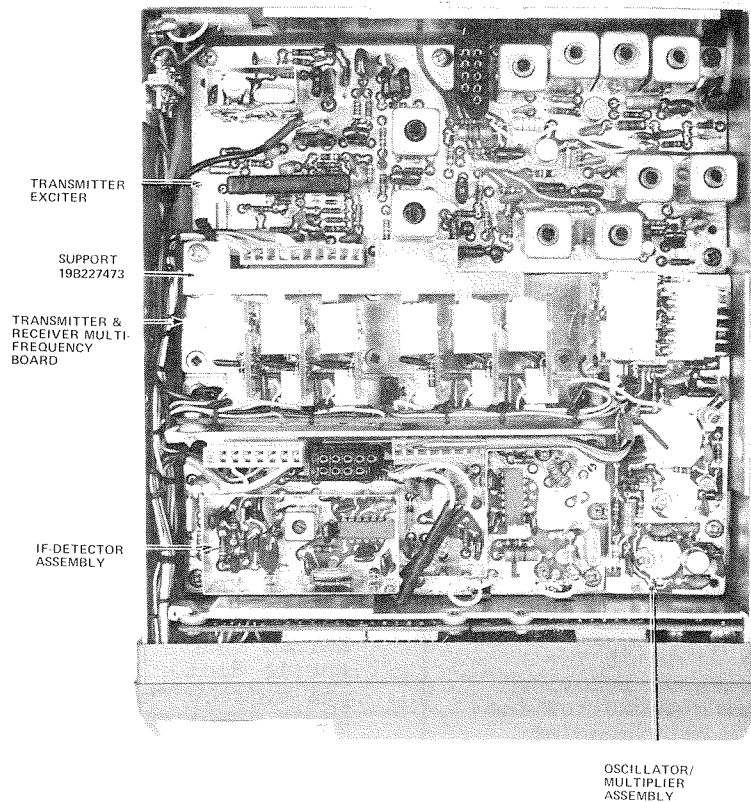 TRANSMITTER
EXCITER
SUPPORT
19B227473
TRANSMITTER &
RECEIVER MULTI-
FREQUENCY
BOARD
IF-DETECTOR
ASSEMBLY
OSCILLATOR/
MULTIPLIER
ASSEMBLY